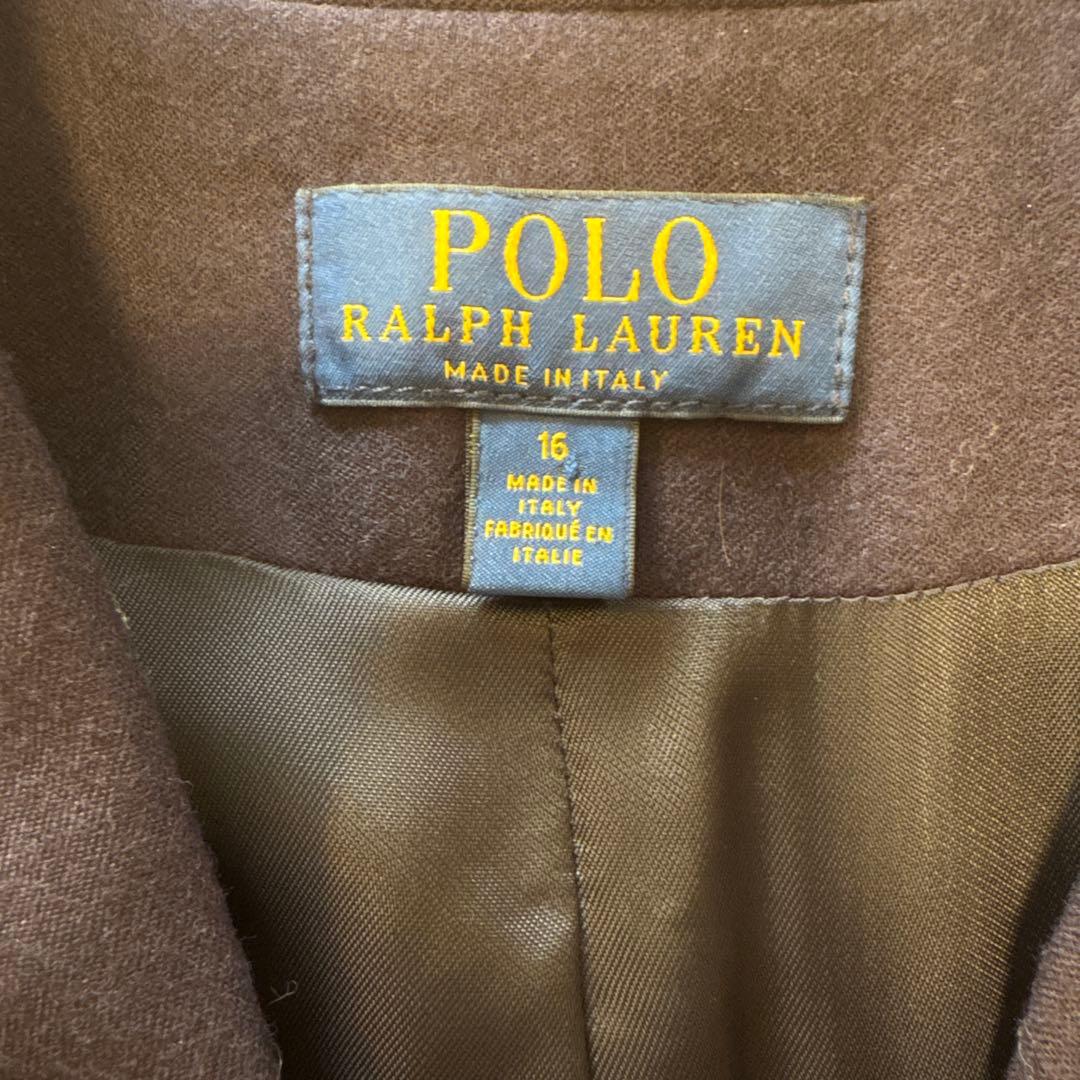 POLO
RALPH LAUREN
MADE IN ITALY
16
MADE IN
ITALY
FABRIQUÉ EN
ITALIE